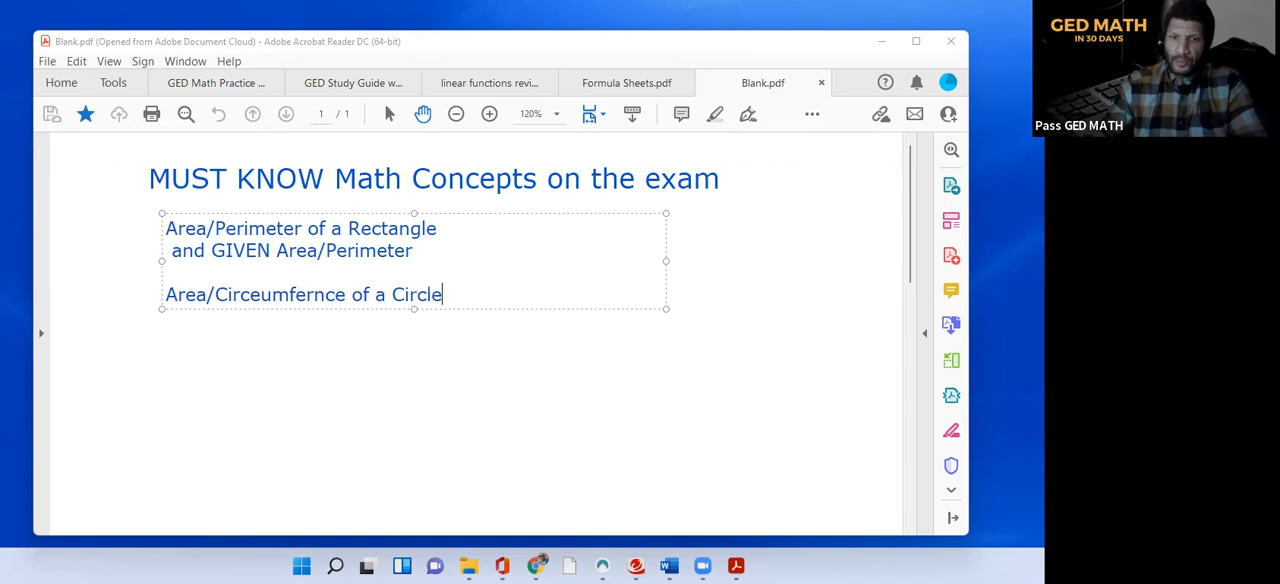 Blank.pdf (Opened from Adobe Document Cloud) - Adobe Acrobat Reader DC (64-bit)
File Edit View Sign Window Help
Home Tools GED Math Practice ... GED Study Guide w... linear functions revi... Formula Sheets.pdf Blank.pdf ×
1 / 1 120%
MUST KNOW Math Concepts on the exam
Area/Perimeter of a Rectangle
and GIVEN Area/Perimeter
Area/Circeumfernce of a Circle
GED MATH
IN 30 DAYS
Pass GED MATH